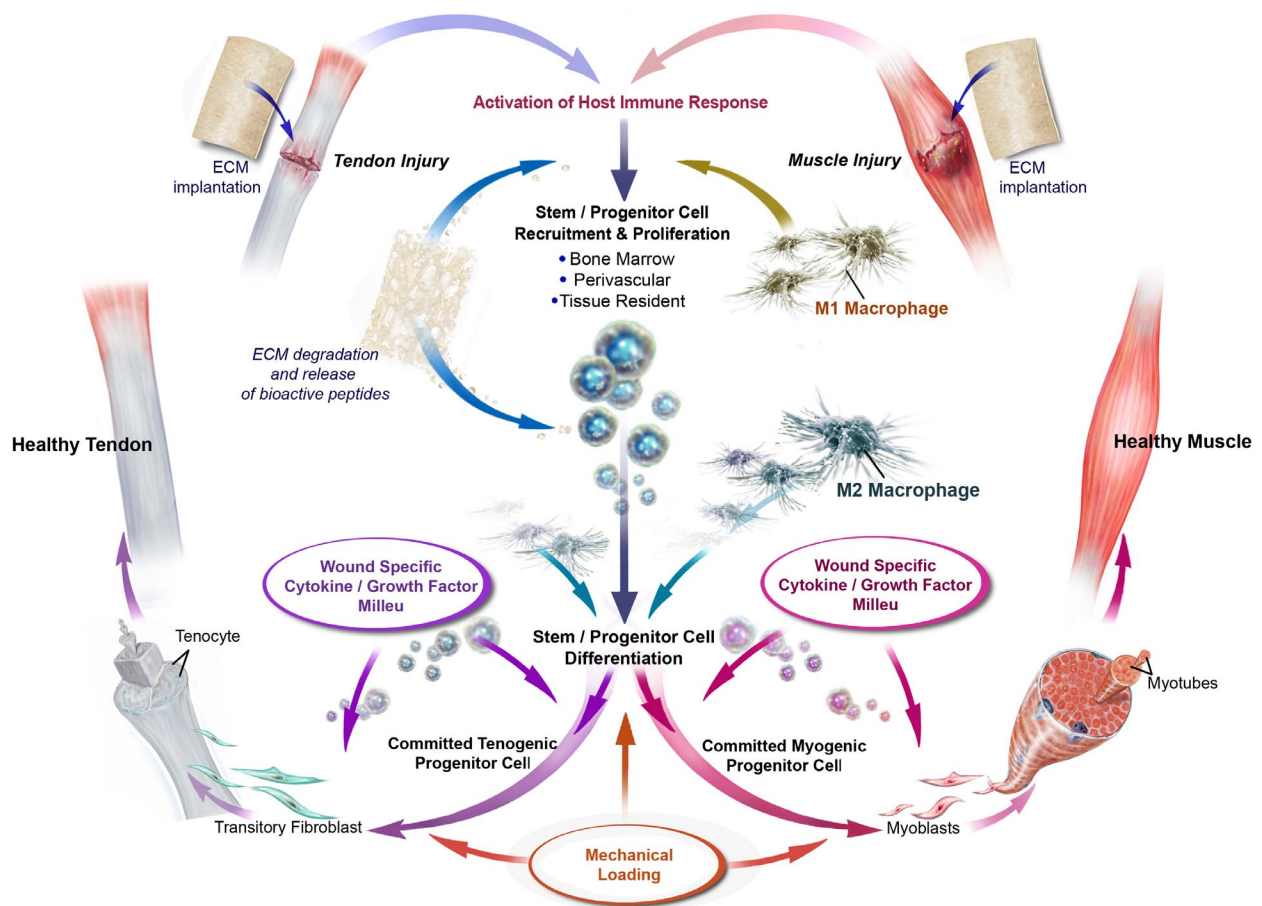 Activation of Host Immune Response
ECM
implantation
Tendon Injury
Muscle Injury
ECM
implantation
Stem / Progenitor Cell
Recruitment & Proliferation
• Bone Marrow
• Perivascular
• Tissue Resident
M1 Macrophage
ECM degradation
and release
of bioactive peptides
Healthy Tendon
Healthy Muscle
M2 Macrophage
Wound Specific
Cytokine / Growth Factor
Milleu
Wound Specific
Cytokine / Growth Factor
Milleu
Tenocyte
Stem / Progenitor Cell
Differentiation
Myotubes
Committed Tenogenic
Progenitor Cell
Committed Myogenic
Progenitor Cell
Transitory Fibroblast
Myoblasts
Mechanical
Loading